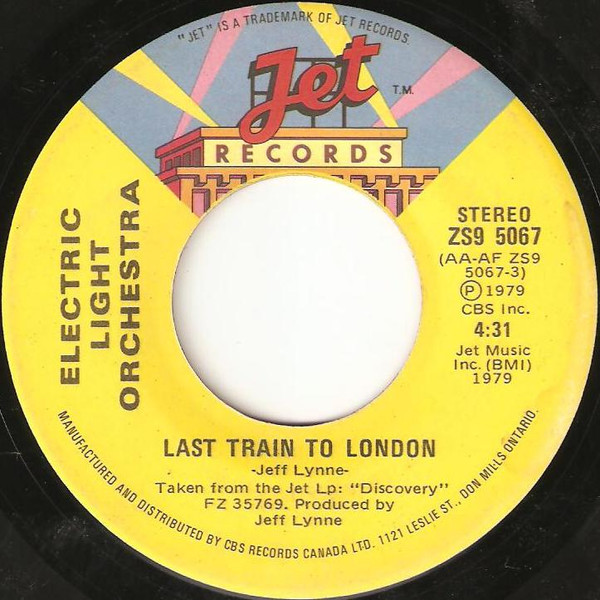 "JET" IS A TRADEMARK OF JET RECORDS.
Jet
T.M.
RECORDS
ELECTRIC
LIGHT
ORCHESTRA
STEREO
ZS9 5067
(AA-AF ZS9
5067-3)
Ⓟ 1979
CBS Inc.
4:31
Jet Music
Inc. (BMI)
1979
LAST TRAIN TO LONDON
-Jeff Lynne-
Taken from the Jet Lp: "Discovery"
FZ 35769. Produced by
Jeff Lynne
MANUFACTURED AND DISTRIBUTED BY CBS RECORDS CANADA LTD. 1121 LESLIE ST., DON MILLS ONTARIO.